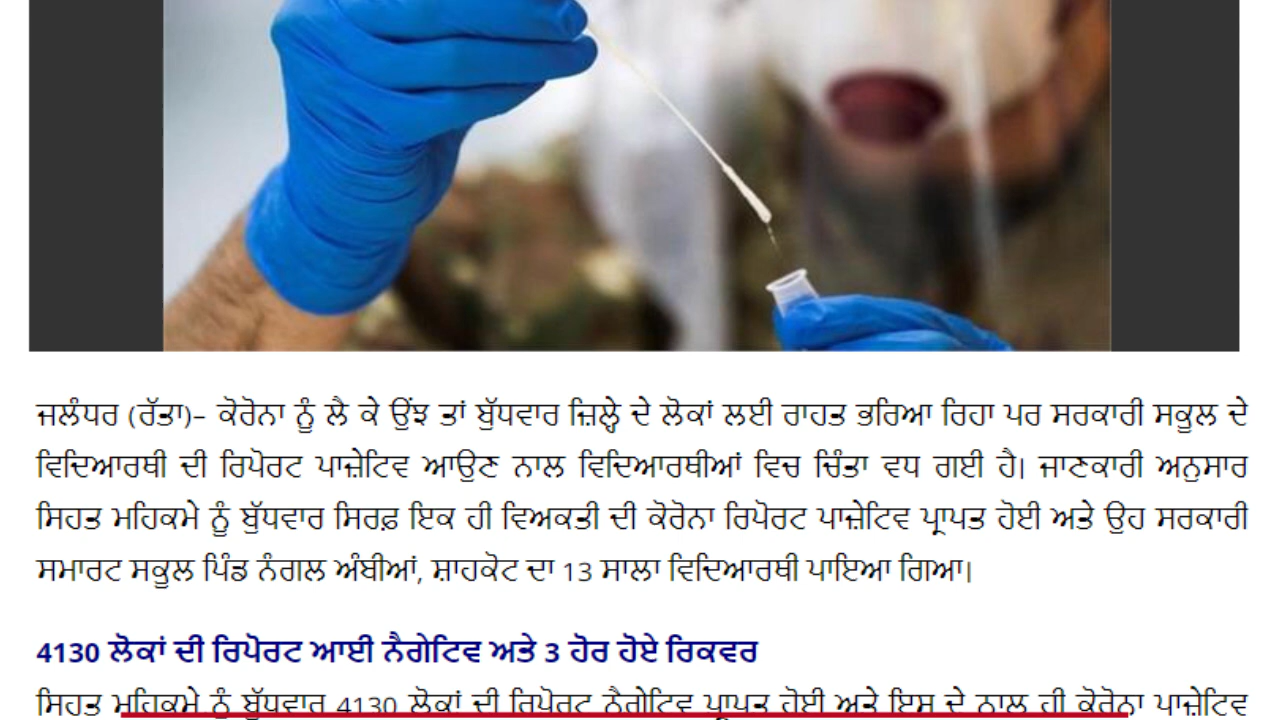 ਜਲੰਧਰ (ਰੱਤਾ)– ਕੋਰੋਨਾ ਨੂੰ ਲੈ ਕੇ ਉਂਝ ਤਾਂ ਬੁੱਧਵਾਰ ਜ਼ਿਲ੍ਹੇ ਦੇ ਲੋਕਾਂ ਲਈ ਰਾਹਤ ਭਰਿਆ ਰਿਹਾ ਪਰ ਸਰਕਾਰੀ ਸਕੂਲ ਦੇ
ਵਿਦਿਆਰਥੀ ਦੀ ਰਿਪੋਰਟ ਪਾਜ਼ੇਟਿਵ ਆਉਣ ਨਾਲ ਵਿਦਿਆਰਥੀਆਂ ਵਿਚ ਚਿੰਤਾ ਵਧ ਗਈ ਹੈ। ਜਾਣਕਾਰੀ ਅਨੁਸਾਰ
ਸਿਹਤ ਮਹਿਕਮੇ ਨੂੰ ਬੁੱਧਵਾਰ ਸਿਰਫ਼ ਇਕ ਹੀ ਵਿਅਕਤੀ ਦੀ ਕੋਰੋਨਾ ਰਿਪੋਰਟ ਪਾਜ਼ੇਟਿਵ ਪ੍ਰਾਪਤ ਹੋਈ ਅਤੇ ਉਹ ਸਰਕਾਰੀ
ਸਮਾਰਟ ਸਕੂਲ ਪਿੰਡ ਨੰਗਲ ਅੰਬੀਆਂ, ਸ਼ਾਹਕੋਟ ਦਾ 13 ਸਾਲਾ ਵਿਦਿਆਰਥੀ ਪਾਇਆ ਗਿਆ।
4130 ਲੋਕਾਂ ਦੀ ਰਿਪੋਰਟ ਆਈ ਨੈਗੇਟਿਵ ਅਤੇ 3 ਹੋਰ ਹੋਏ ਰਿਕਵਰ
ਸਿਹਤ ਮਹਿਕਮੇ ਨੂੰ ਬੁੱਧਵਾਰ 4130 ਲੋਕਾਂ ਦੀ ਰਿਪੋਰਟ ਨੈਗੇਟਿਵ ਪ੍ਰਾਪਤ ਹੋਈ ਅਤੇ ਇਸ ਦੇ ਨਾਲ ਹੀ ਕੋਰੋਨਾ ਪਾਜ਼ੇਟਿਵ